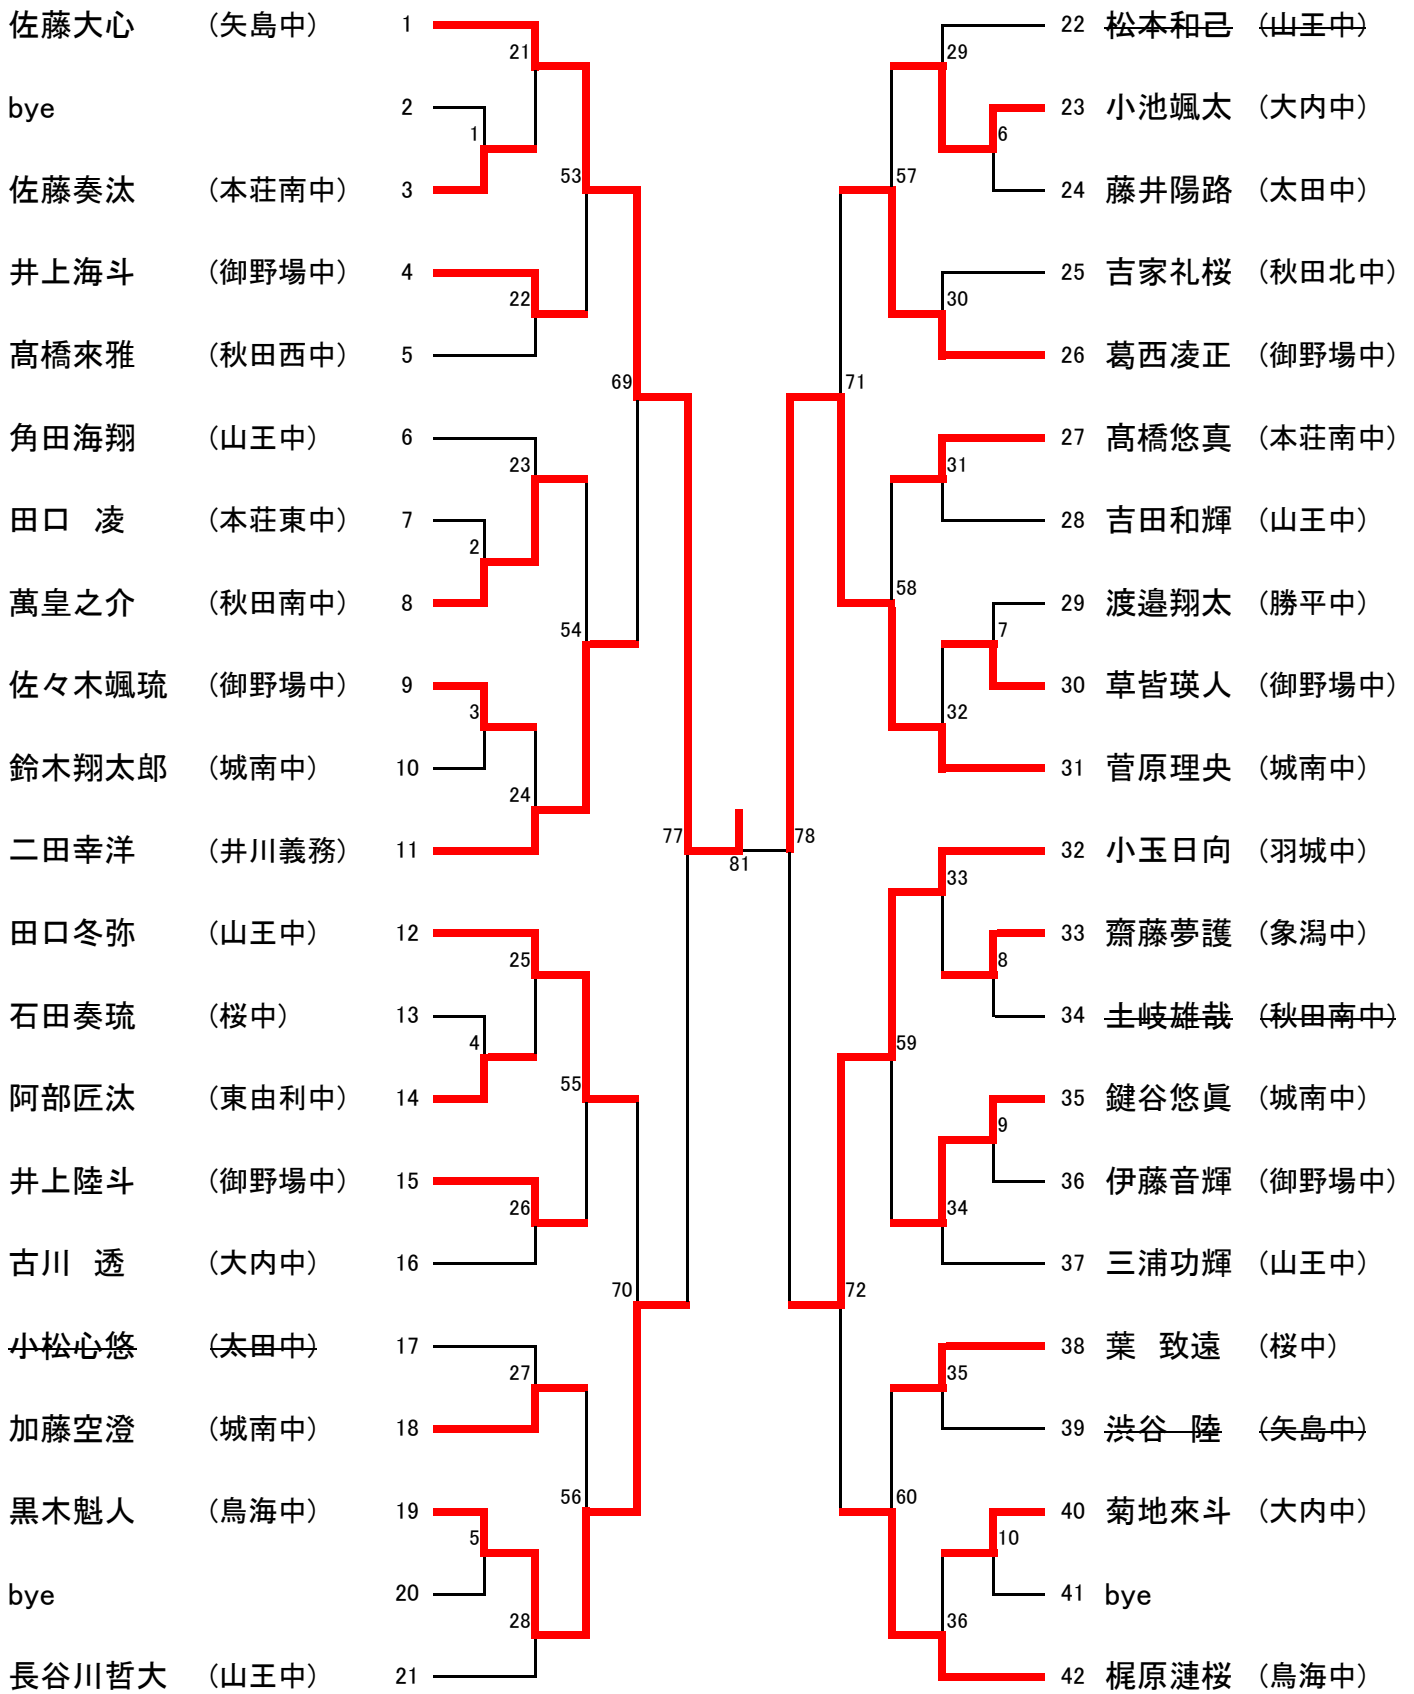 佐藤大心 (矢島中) 1
bye 2
佐藤奏汰 (本荘南中) 3
井上海斗 (御野場中) 4
髙橋來雅 (秋田西中) 5
角田海翔 (山王中) 6
田口 凌 (本荘東中) 7
萬皇之介 (秋田南中) 8
佐々木颯琉 (御野場中) 9
鈴木翔太郎 (城南中) 10
二田幸洋 (井川義務) 11
田口冬弥 (山王中) 12
石田奏琉 (桜中) 13
阿部匠汰 (東由利中) 14
井上陸斗 (御野場中) 15
古川 透 (大内中) 16
小松心悠 (太田中) 17
加藤空澄 (城南中) 18
黒木魁人 (鳥海中) 19
bye 20
長谷川哲大 (山王中) 21
1
2
3
4
5
21
22
23
24
25
26
27
28
53
54
55
56
69
70
77
81
78
71
72
57
58
59
60
29
30
31
32
33
34
35
36
6
7
8
9
10
22 松本和己 (山王中)
23 小池颯太 (大内中)
24 藤井陽路 (太田中)
25 吉家礼桜 (秋田北中)
26 葛西凌正 (御野場中)
27 髙橋悠真 (本荘南中)
28 吉田和輝 (山王中)
29 渡邉翔太 (勝平中)
30 草皆瑛人 (御野場中)
31 菅原理央 (城南中)
32 小玉日向 (羽城中)
33 齋藤夢護 (象潟中)
34 土岐雄哉 (秋田南中)
35 鍵谷悠眞 (城南中)
36 伊藤音輝 (御野場中)
37 三浦功輝 (山王中)
38 葉 致遠 (桜中)
39 渋谷 陸 (矢島中)
40 菊地來斗 (大内中)
41 bye
42 梶原漣桜 (鳥海中)